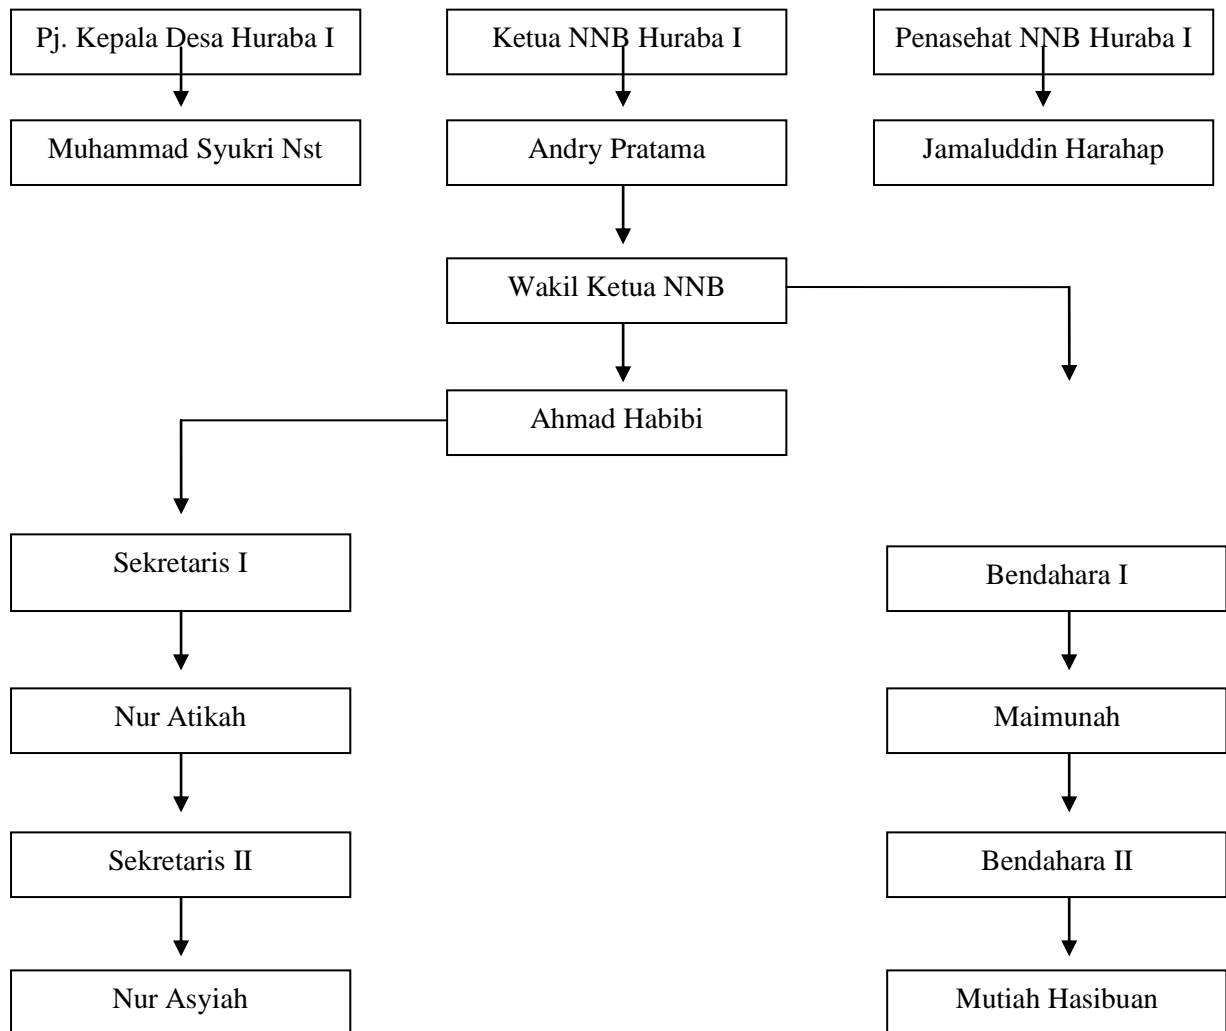 Pj. Kepala Desa Huraba I
Ketua NNB Huraba I
Penasehat NNB Huraba I
Muhammad Syukri Nst
Andry Pratama
Jamaluddin Harahap
Wakil Ketua NNB
Ahmad Habibi
Sekretaris I
Bendahara I
Nur Atikah
Maimunah
Sekretaris II
Bendahara II
Nur Asyiah
Mutiah Hasibuan